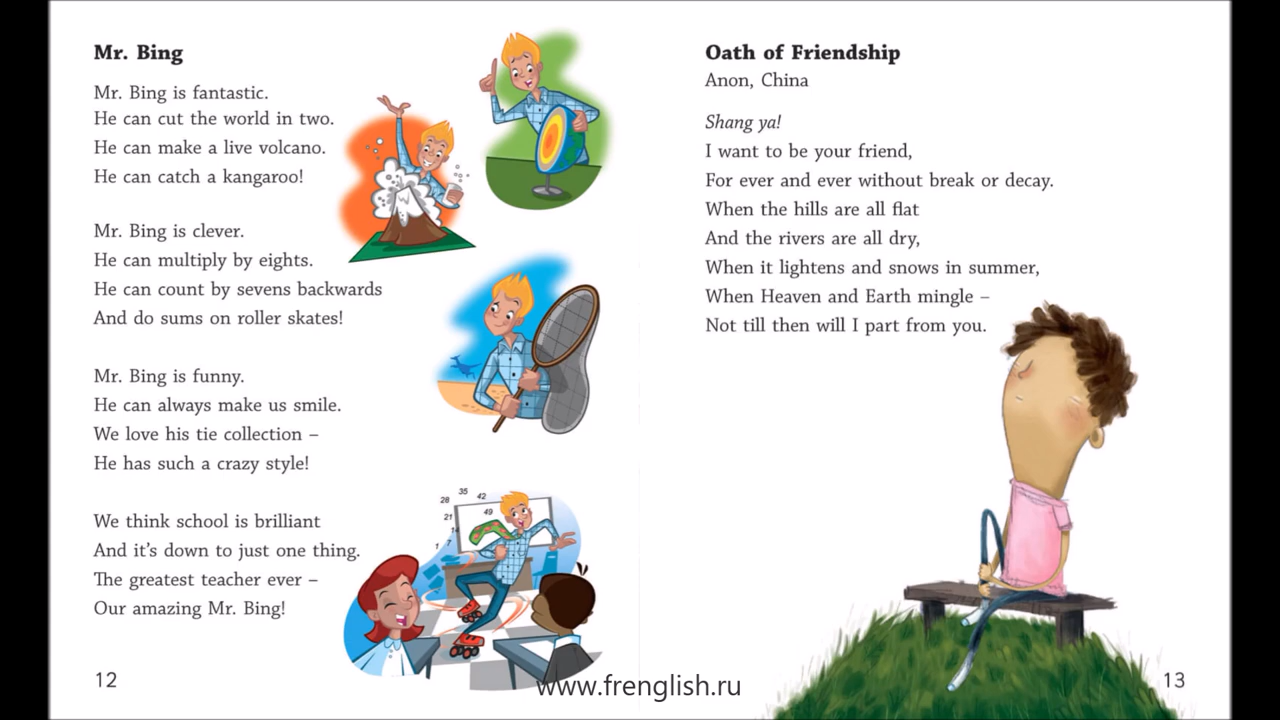 Mr. Bing
Mr. Bing is fantastic.
He can cut the world in two.
He can make a live volcano.
He can catch a kangaroo!
Mr. Bing is clever.
He can multiply by eights.
He can count by sevens backwards
And do sums on roller skates!
Mr. Bing is funny.
He can always make us smile.
We love his tie collection –
He has such a crazy style!
We think school is brilliant
And it's down to just one thing.
The greatest teacher ever –
Our amazing Mr. Bing!
28 35 42
49
21
1 7
12
Oath of Friendship
Anon, China
Shang ya!
I want to be your friend,
For ever and ever without break or decay.
When the hills are all flat
And the rivers are all dry,
When it lightens and snows in summer,
When Heaven and Earth mingle –
Not till then will I part from you.
13
www.frenglish.ru